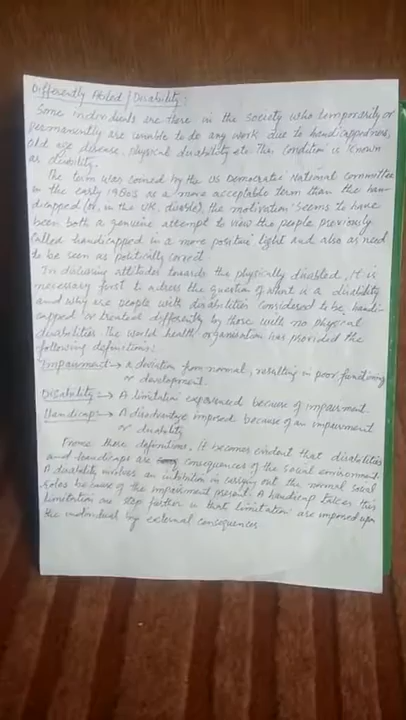 Differently Abled / Disability :
Some individuals are there in the society who temporarily or
permanently are unable to do any work due to handicappedness,
old age disease, physical disability etc this condition is known
as disability.
The term was coined by the US Democratic National Committee
in the early 1980s as a more acceptable term than the han-
dicapped (or, in the UK, disable), the motivation seems to have
been both a genuine attempt to view the people previously
called handicapped in a more positive light and also as need
to be seen as politically correct
In discussing attitudes towards the physically disabled, it is
necessary first to adress the question of what is a disability
and why are people with disabilities considered to be handi-
capped or treated differently by those with no physical
disabilities. The world health organisation has provided the
following definitions :
Impairment → a deviation from normal, resulting in poor functioning
or development.
Disability → A limitation experienced because of impairment.
Handicap → A disadvantage imposed because of an impairment
or disability
From these definitions, It becomes evident that disabilities
and handicaps are consequences of the social environment.
A disability involves an inhibition in carrying out the normal social
roles because of the impairment present. A handicap takes this
limitation one step further in that limitation are imposed upon
the individual by external consequences